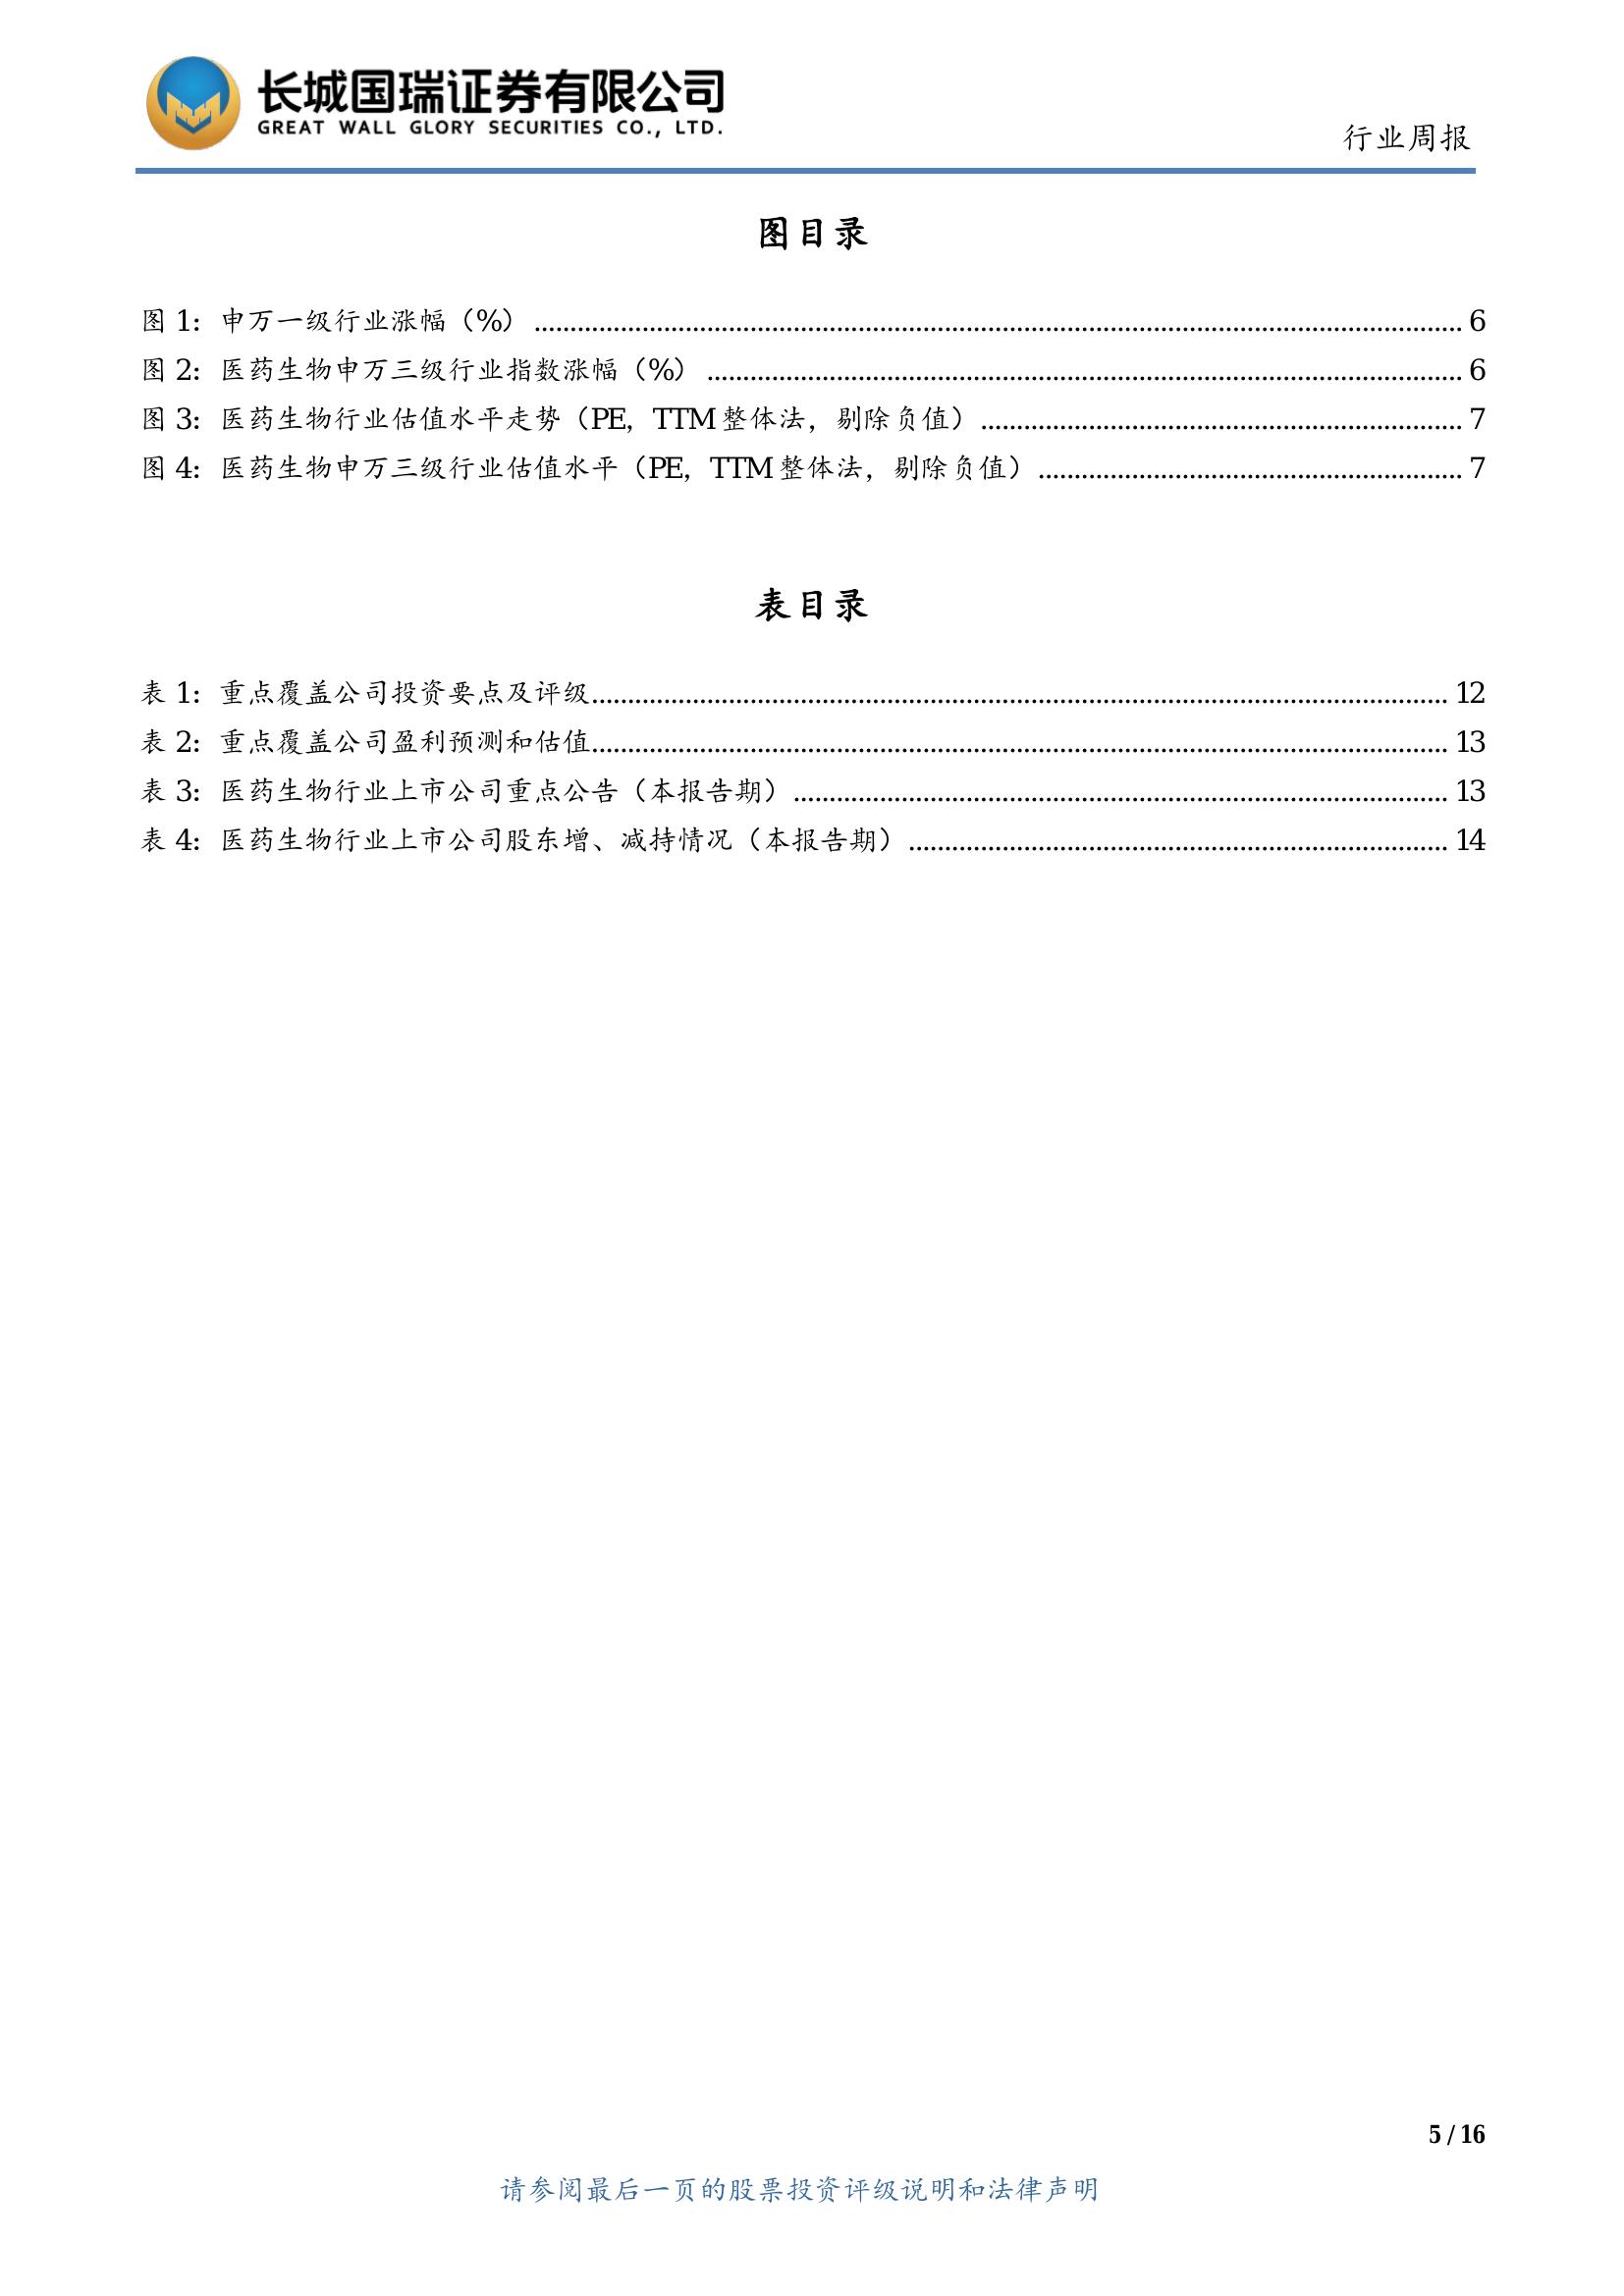 长城国瑞证券有限公司
GREAT WALL GLORY SECURITIES CO., LTD.
行业周报
图目录
图 1：申万一级行业涨幅（%） ........ 6
图 2：医药生物申万三级行业指数涨幅（%） ........ 6
图 3：医药生物行业估值水平走势（PE，TTM 整体法，剔除负值） ........ 7
图 4：医药生物申万三级行业估值水平（PE，TTM 整体法，剔除负值） ........ 7
表目录
表 1：重点覆盖公司投资要点及评级........ 12
表 2：重点覆盖公司盈利预测和估值........ 13
表 3：医药生物行业上市公司重点公告（本报告期） ........ 13
表 4：医药生物行业上市公司股东增、减持情况（本报告期） ........ 14
5 / 16
请参阅最后一页的股票投资评级说明和法律声明